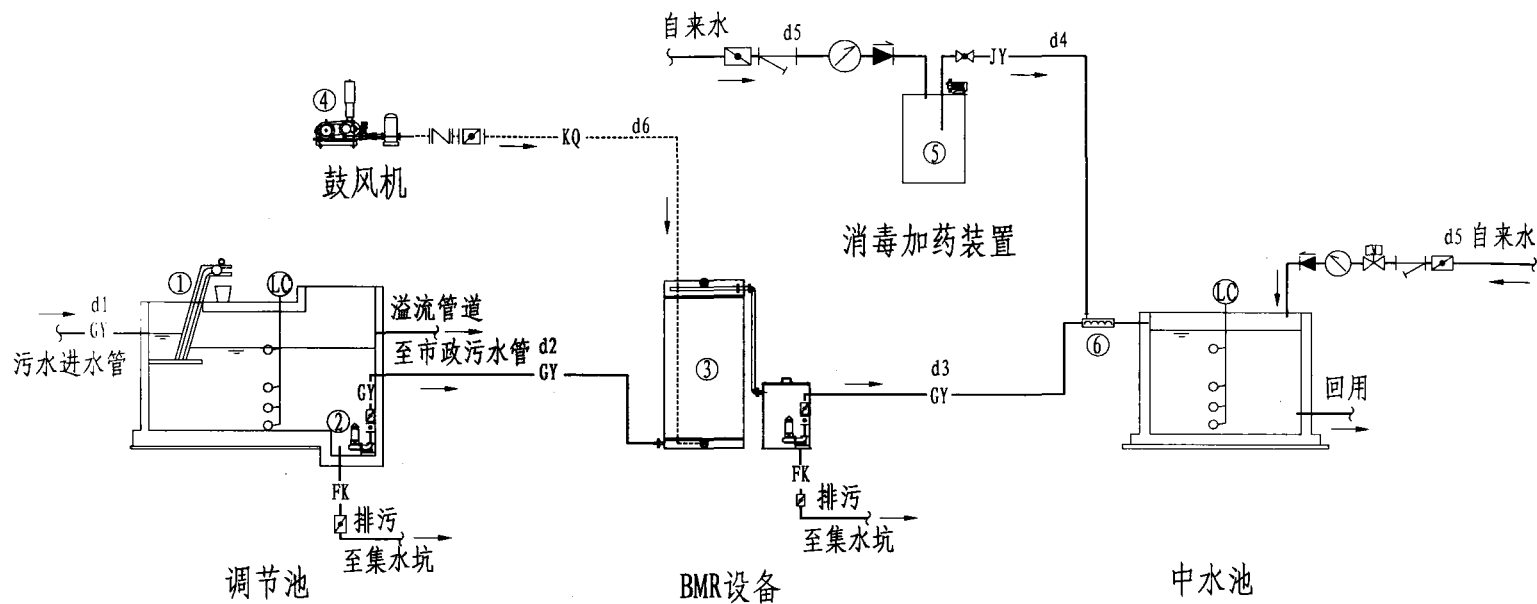 自来水
d5
d4
JY
④
d6
KQ
⑤
鼓风机
消毒加药装置
d5 自来水
①
LC
LC
d1
GY
污水进水管
溢流管道
至市政污水管
d2
GY
③
⑥
d3
GY
回用
GY
②
FK
排污
至集水坑
FK
排污
至集水坑
调节池
BMR设备
中水池